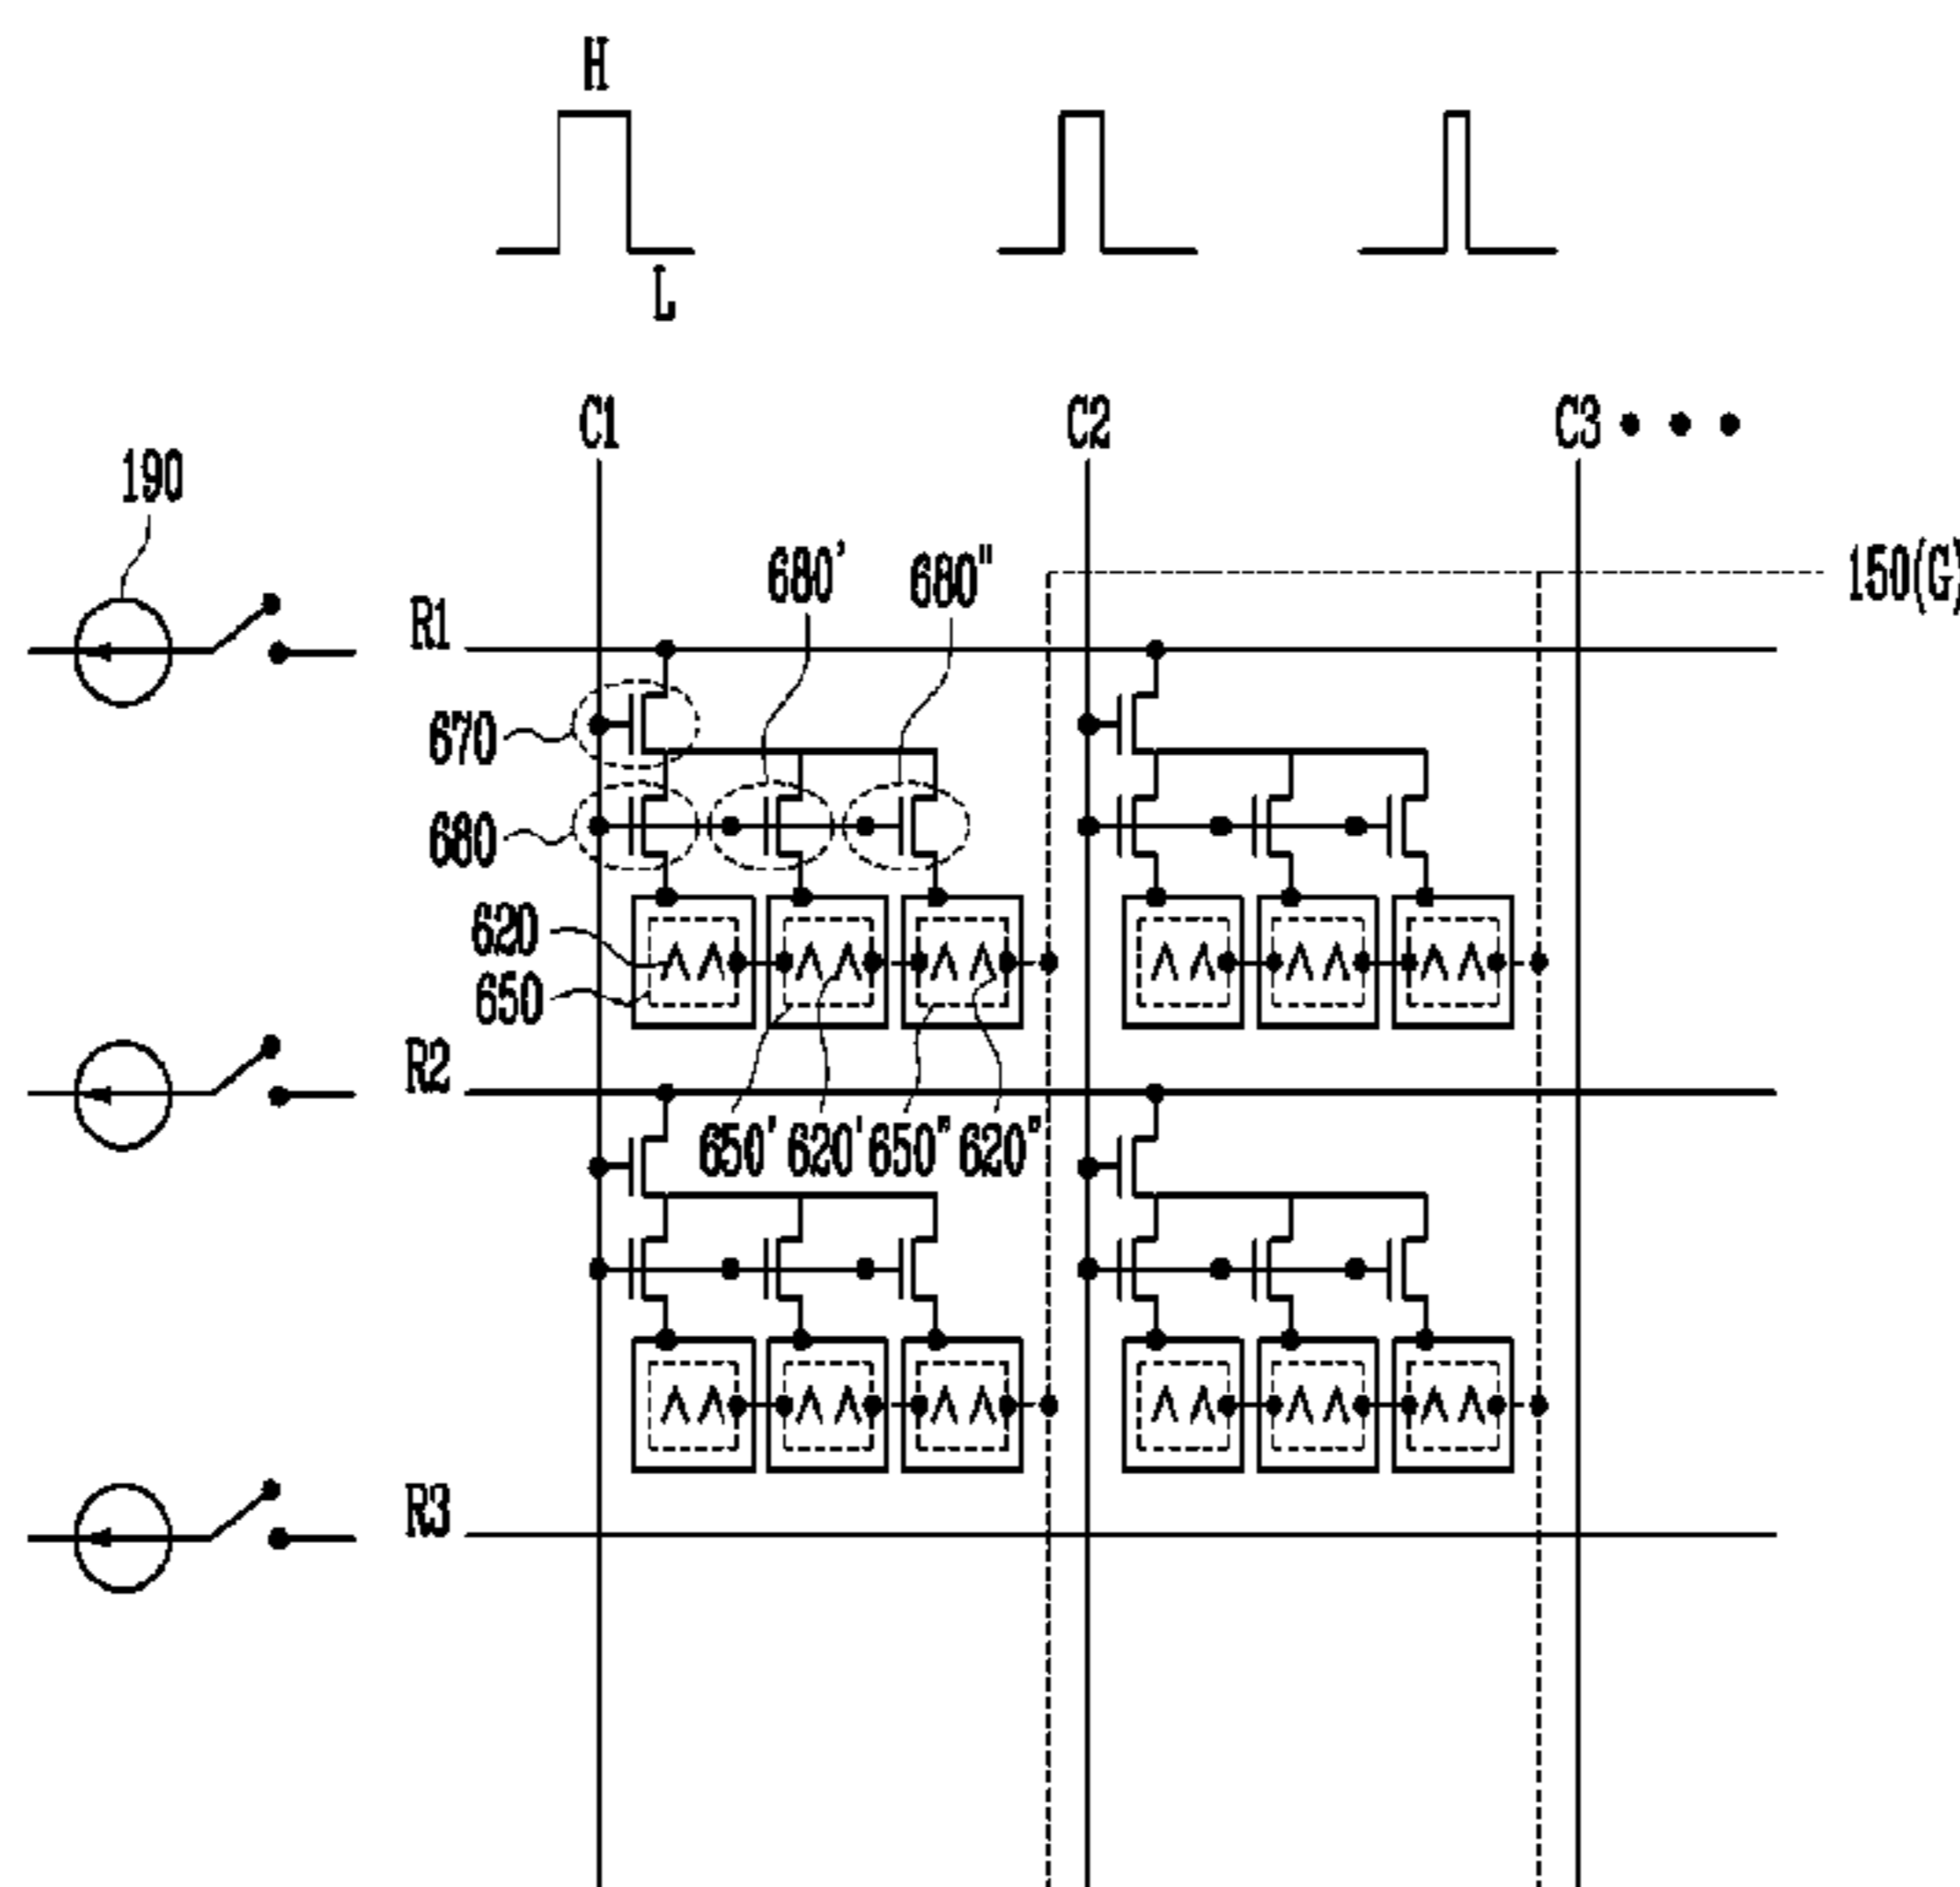 H
L
C1 C2 C3 • • •
190
150(G)
680' 680"
R1
670
680
620
650
R2
650' 620' 650" 620"
R3